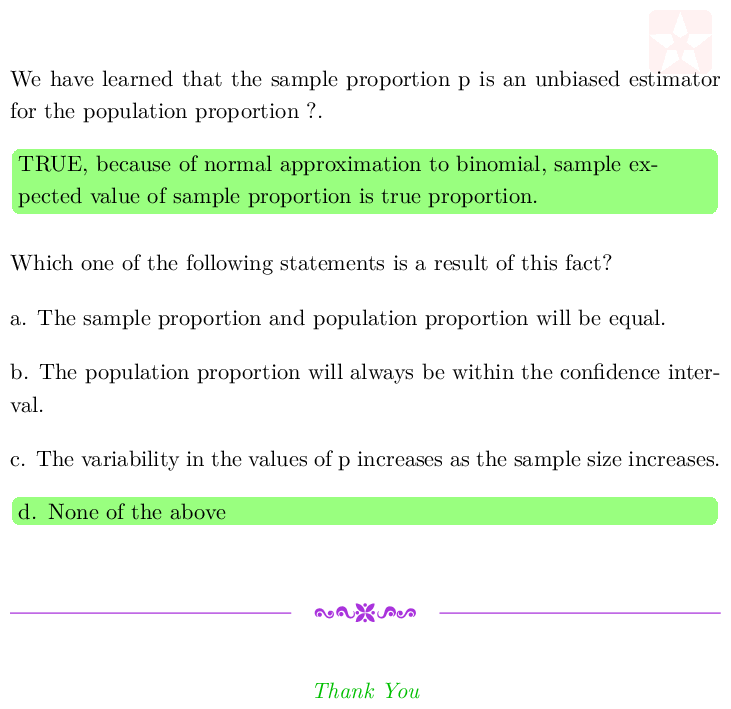 We have learned that the sample proportion p is an unbiased estimator
for the population proportion ?.
TRUE, because of normal approximation to binomial, sample ex-
pected value of sample proportion is true proportion.
Which one of the following statements is a result of this fact?
a. The sample proportion and population proportion will be equal.
b. The population proportion will always be within the confidence inter-
val.
c. The variability in the values of p increases as the sample size increases.
d. None of the above
Thank You